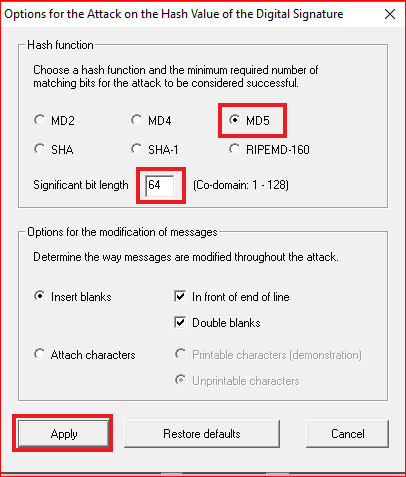 Options for the Attack on the Hash Value of the Digital Signature
Hash function
Choose a hash function and the minimum required number of
matching bits for the attack to be considered successful.
MD2 MD4 MD5
SHA SHA-1 RIPEMD-160
Significant bit length 64 (Co-domain: 1 - 128)
Options for the modification of messages
Determine the way messages are modified throughout the attack.
Insert blanks In front of end of line
Double blanks
Attach characters Printable characters (demonstration)
Unprintable characters
Apply Restore defaults Cancel